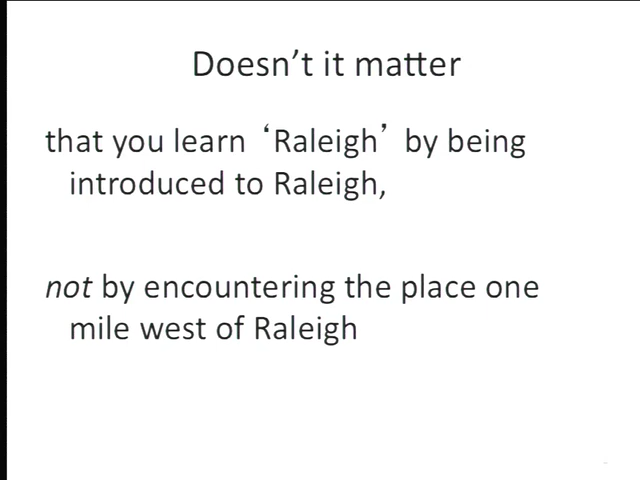 Doesn’t it matter
that you learn ‘Raleigh’ by being
introduced to Raleigh,
not by encountering the place one
mile west of Raleigh